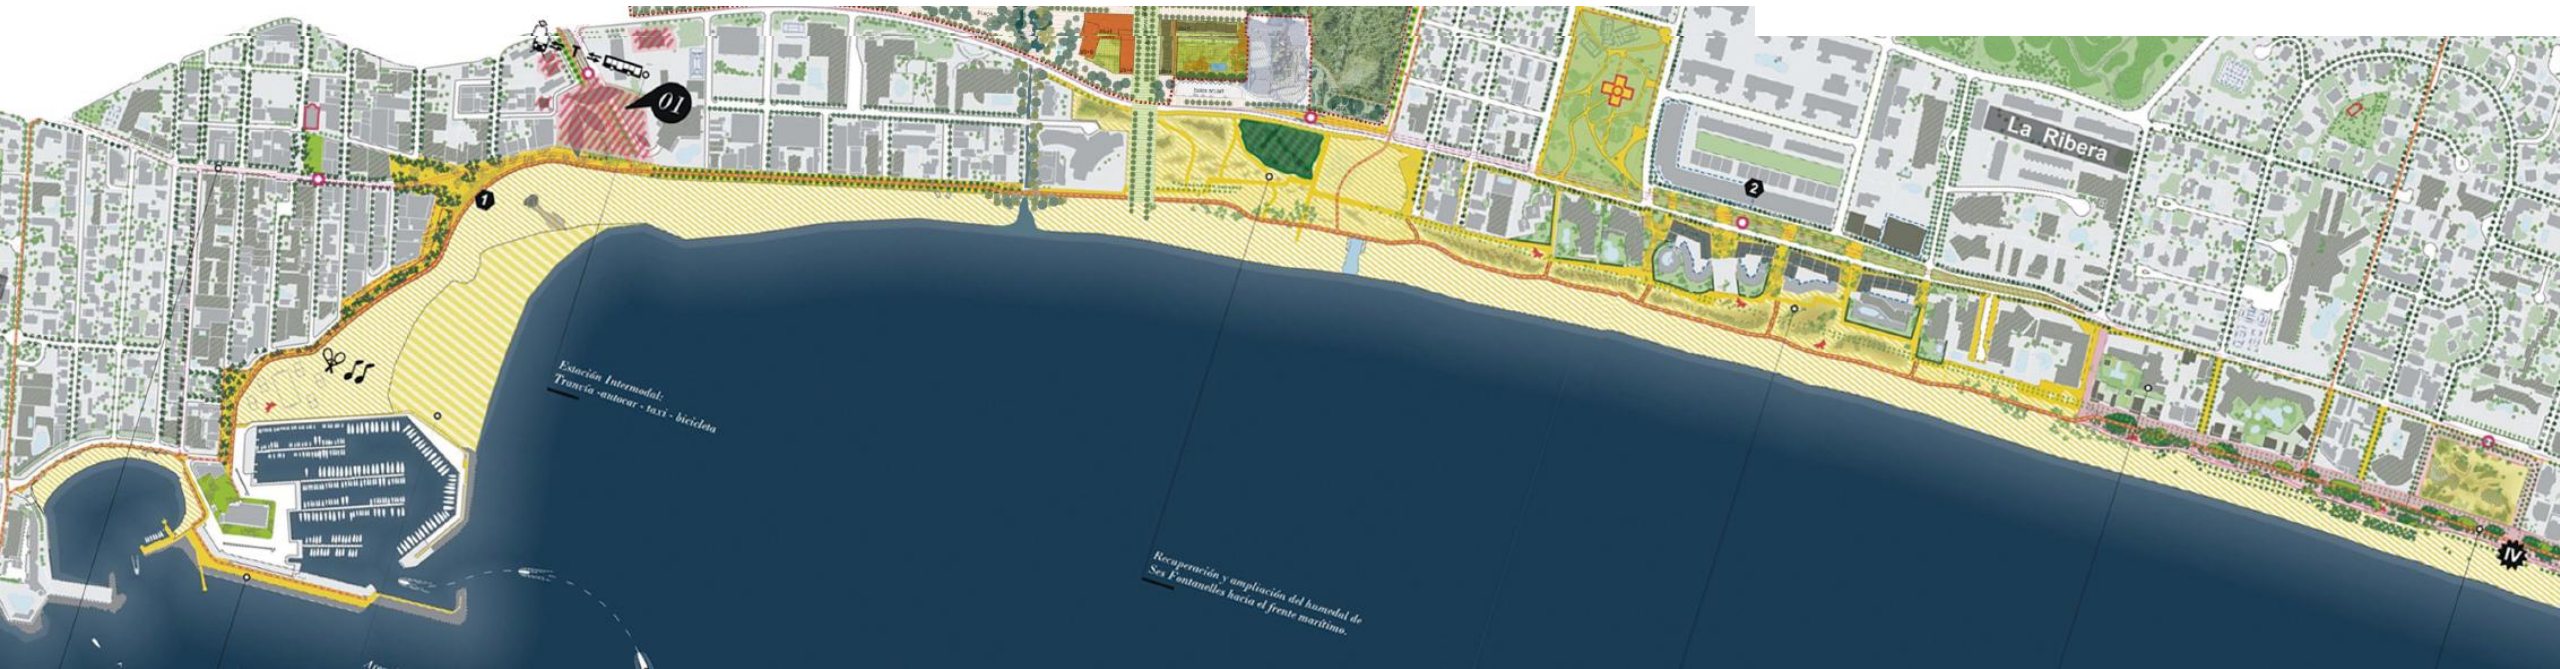 01
La Ribera
1
2
Estación Intermodal:
Tranvía -autocar - taxi - bicicleta
Recuperación y ampliación del humedal de
Ses Fontanelles hacia el frente marítimo.
IV